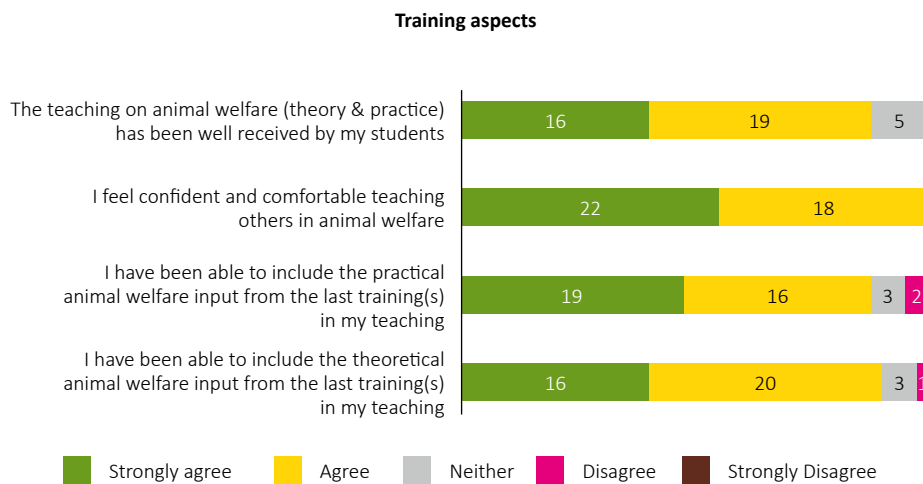 Training aspects
The teaching on animal welfare (theory & practice)
has been well received by my students
16 19 5
I feel confident and comfortable teaching
others in animal welfare
22 18
I have been able to include the practical
animal welfare input from the last training(s)
in my teaching
19 16 3 2
I have been able to include the theoretical
animal welfare input from the last training(s)
in my teaching
16 20 3 1
Strongly agree Agree Neither Disagree Strongly Disagree